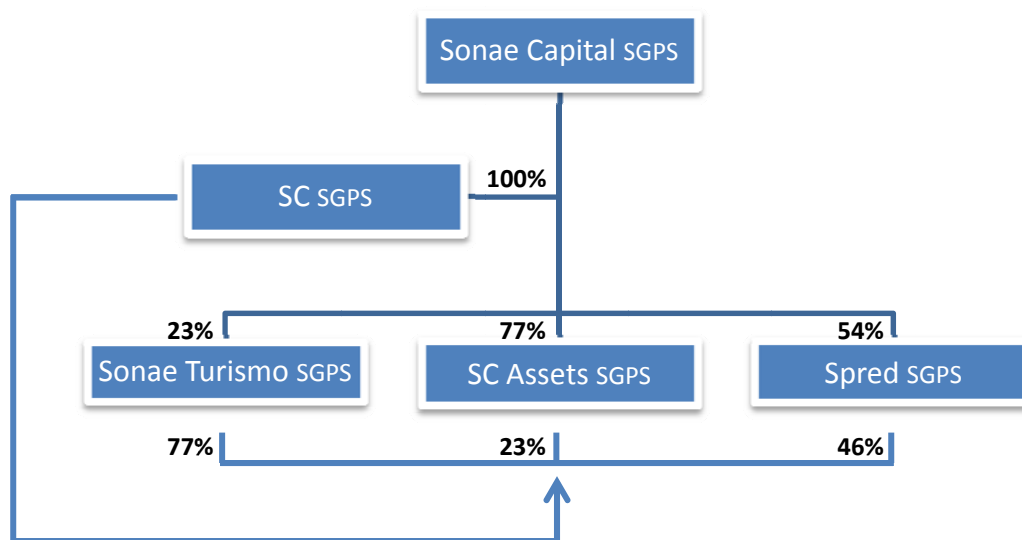 Sonae Capital SGPS
100%
SC SGPS
23%
77%
54%
Sonae Turismo SGPS
SC Assets SGPS
Spred SGPS
77%
23%
46%